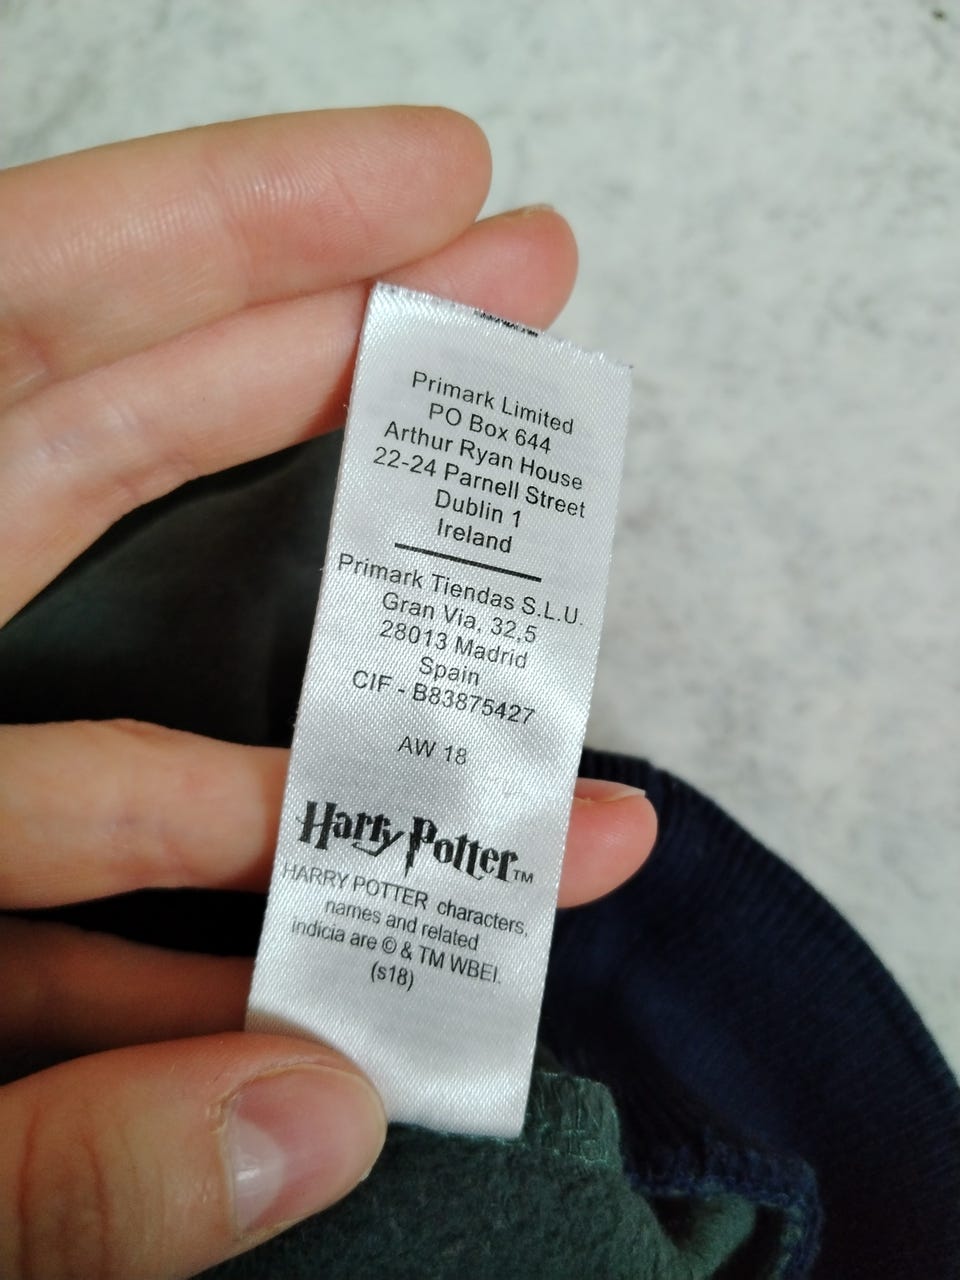 Primark Limited
PO Box 644
Arthur Ryan House
22-24 Parnell Street
Dublin 1
Ireland
Primark Tiendas S.L.U.
Gran Via, 32,5
28013 Madrid
Spain
CIF - B83875427
AW 18
Harry Potter™
HARRY POTTER characters,
names and related
indicia are © & TM WBEI.
(s18)